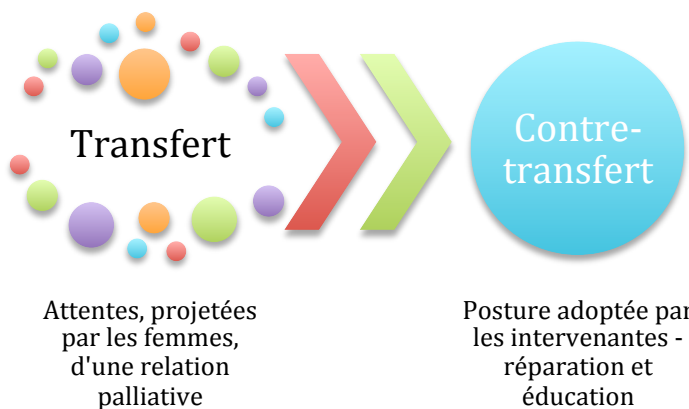 Transfert
Contre-
transfert
Attentes, projetées
par les femmes,
d'une relation
palliative
Posture adoptée par
les intervenantes -
réparation et
éducation